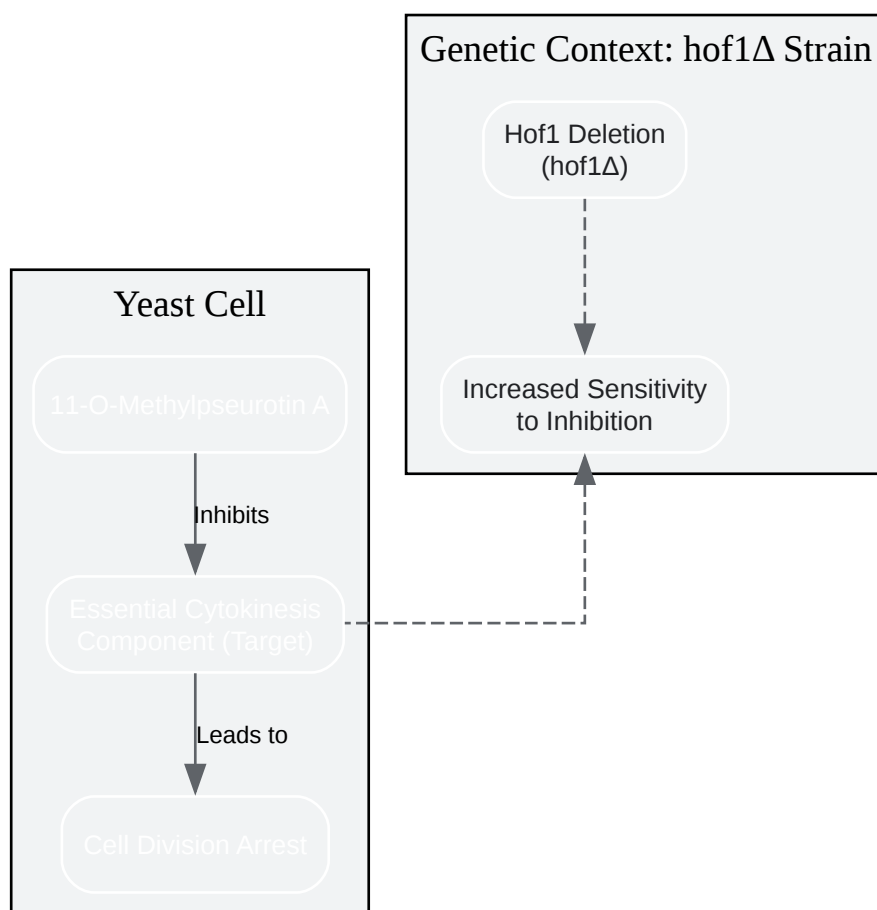 Genetic Context: hof1Δ Strain
Hof1 Deletion
(hof1Δ)
Increased Sensitivity
to Inhibition
Yeast Cell
11-O-Methylpseurotin A
Inhibits
Essential Cytokinesis
Component (Target)
Leads to
Cell Division Arrest